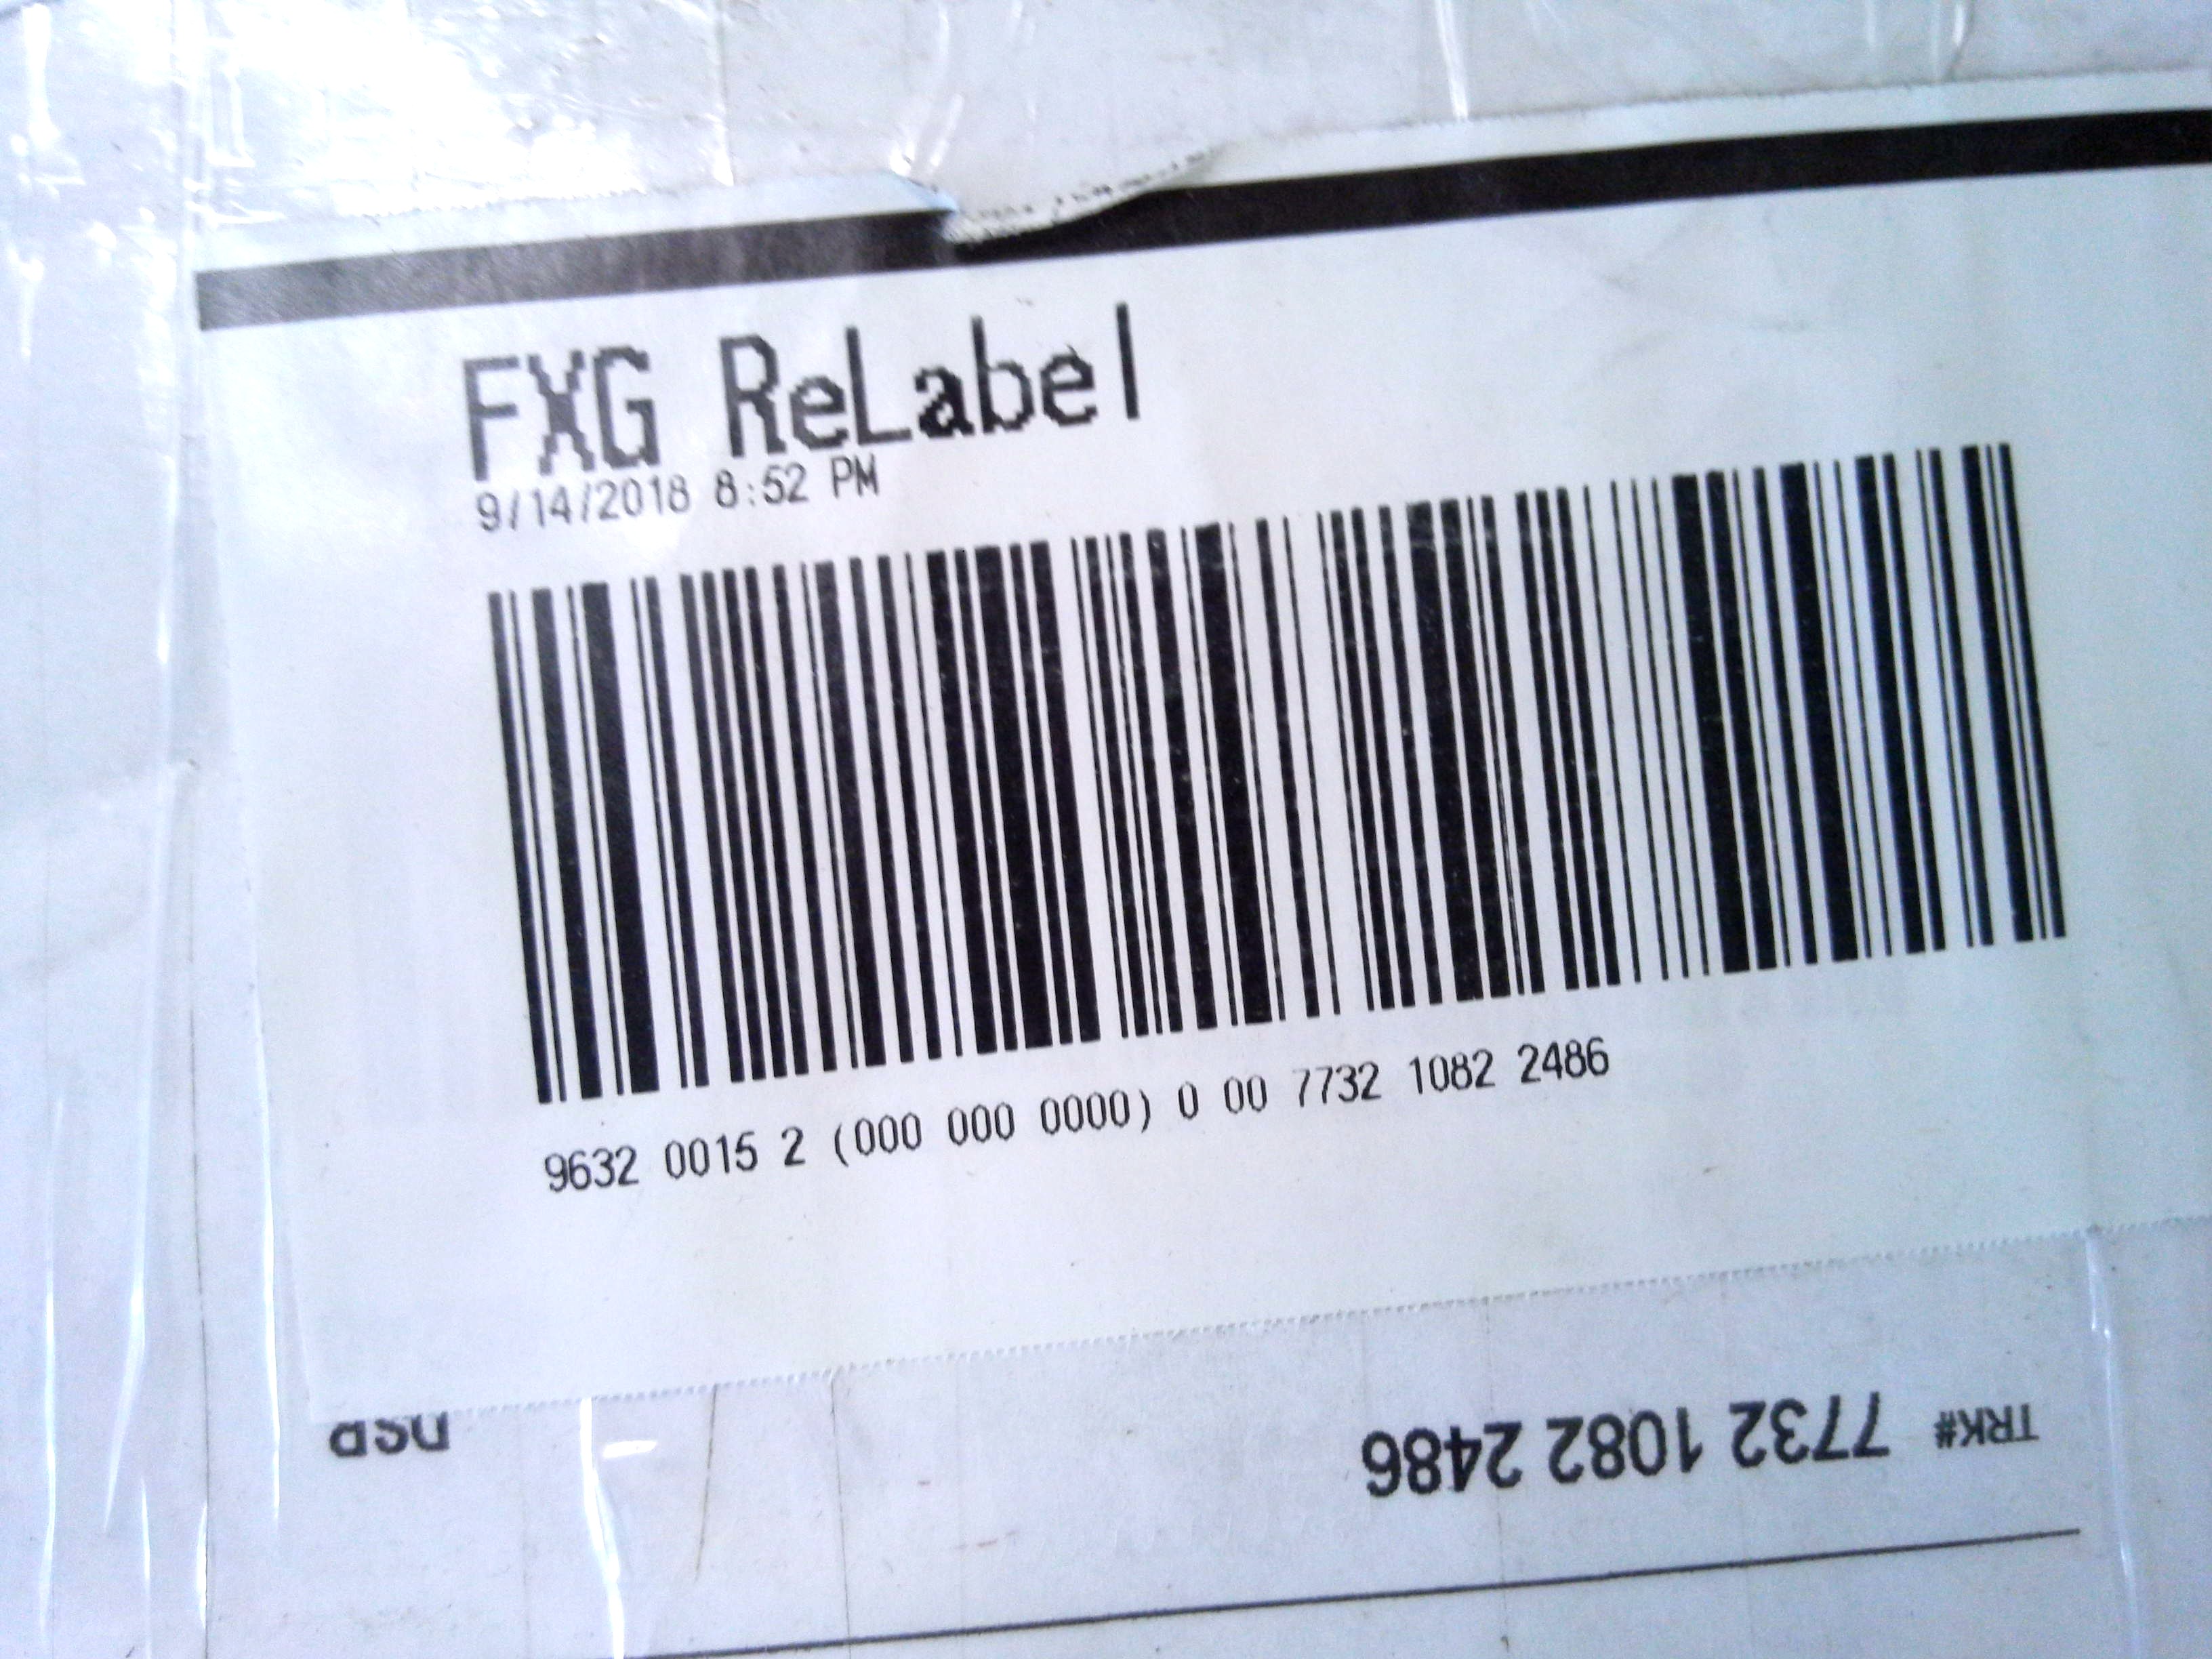 FXG ReLabel
9/14/2018 8:52 PM
9632 0015 2 (000 000 0000) 0 00 7732 1082 2486
TRK# 7732 1082 2486